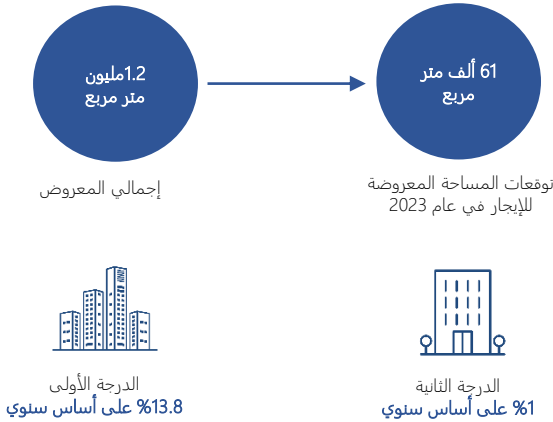 1.2مليون
متر مربع
61 ألف متر
مربع
إجمالي المعروض
توقعات المساحة المعروضة
للإيجار في عام 2023
الدرجة الأولى
%13.8 على أساس سنوي
الدرجة الثانية
%1 على أساس سنوي